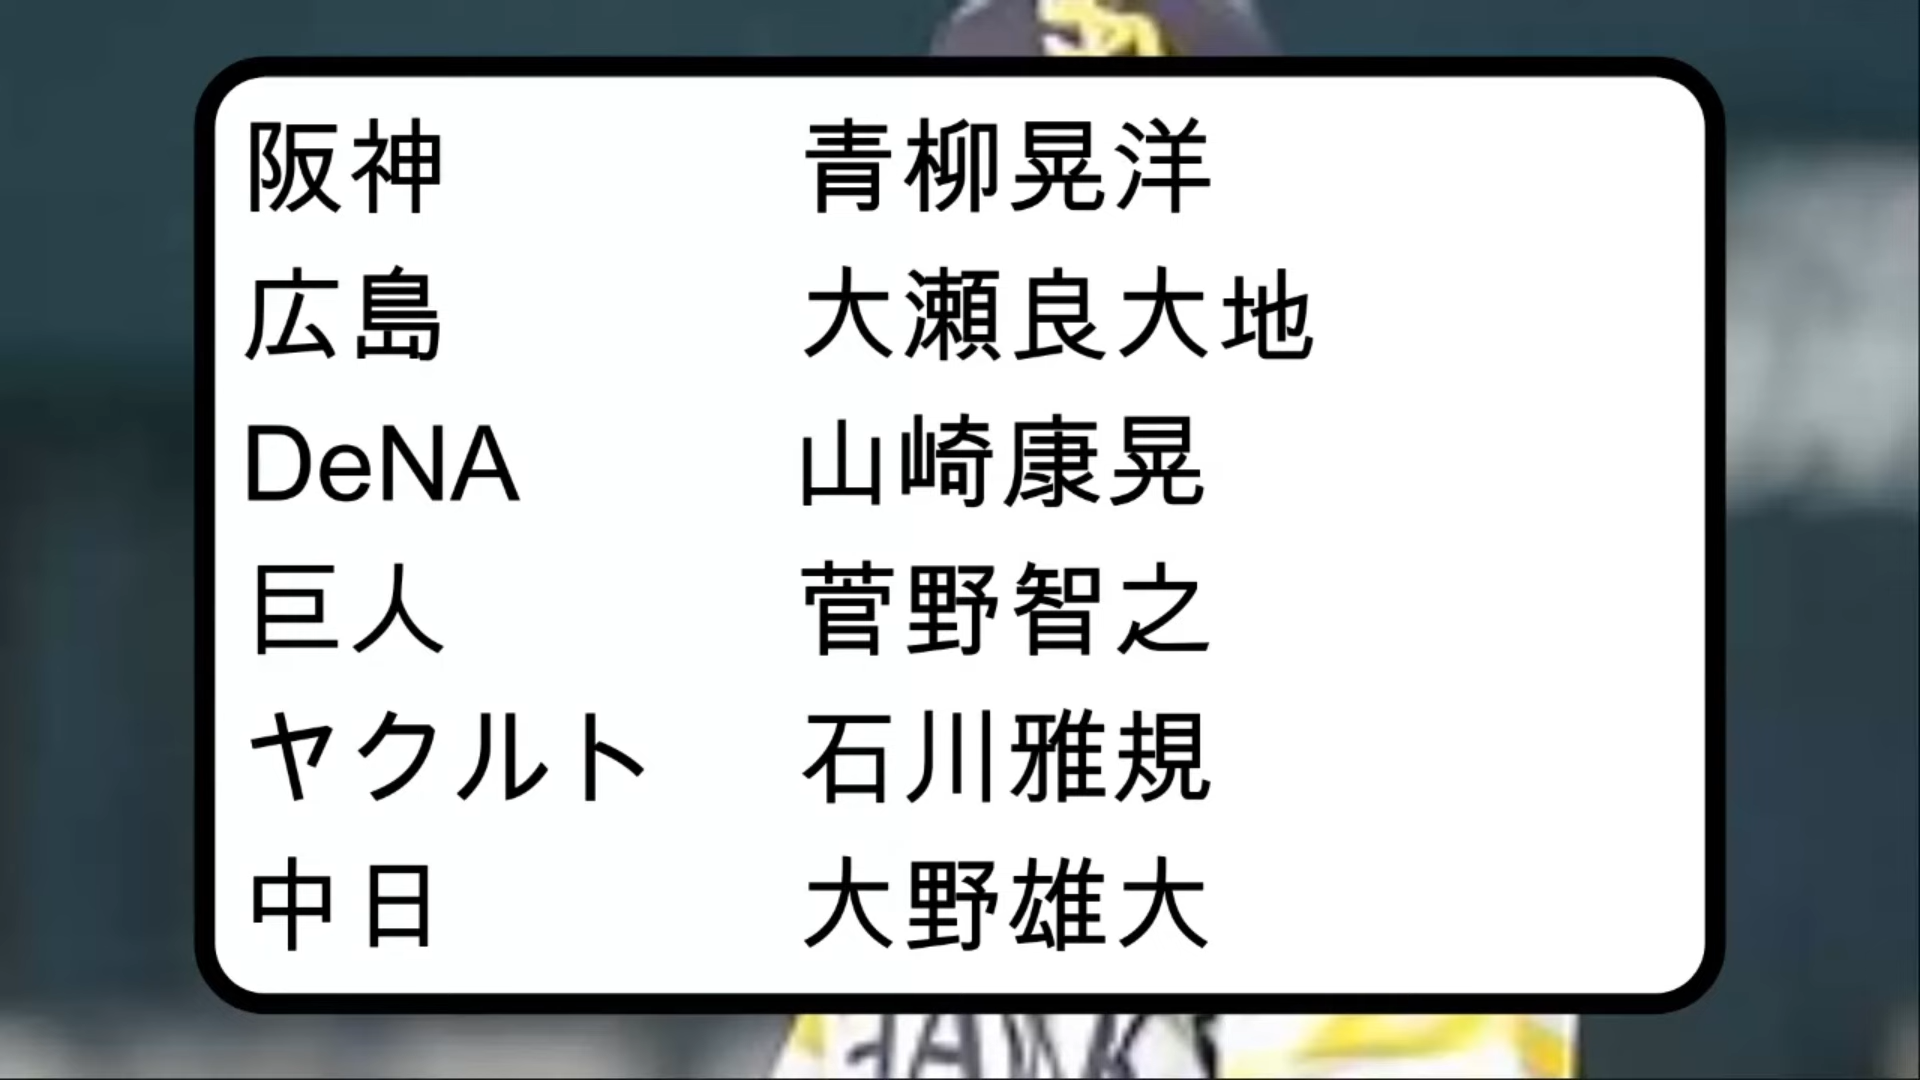 阪神 青柳晃洋
広島 大瀬良大地
DeNA 山崎康晃
巨人 菅野智之
ヤクルト 石川雅規
中日 大野雄大